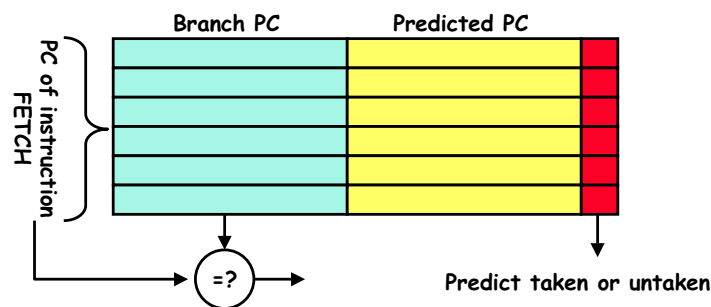 Branch PC
Predicted PC
PC of instruction
FETCH
=?
Predict taken or untaken